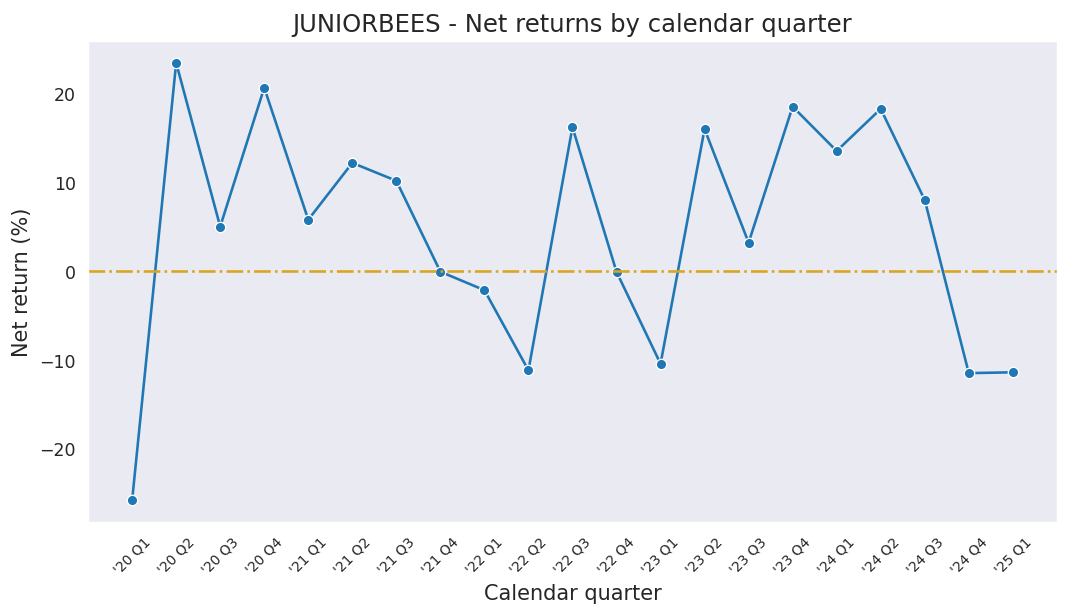 JUNIORBEES - Net returns by calendar quarter
Net return (%)
20
10
0
−10
−20
'20 Q1
'20 Q2
'20 Q3
'20 Q4
'21 Q1
'21 Q2
'21 Q3
'21 Q4
'22 Q1
'22 Q2
'22 Q3
'22 Q4
'23 Q1
'23 Q2
'23 Q3
'23 Q4
'24 Q1
'24 Q2
'24 Q3
'24 Q4
'25 Q1
Calendar quarter